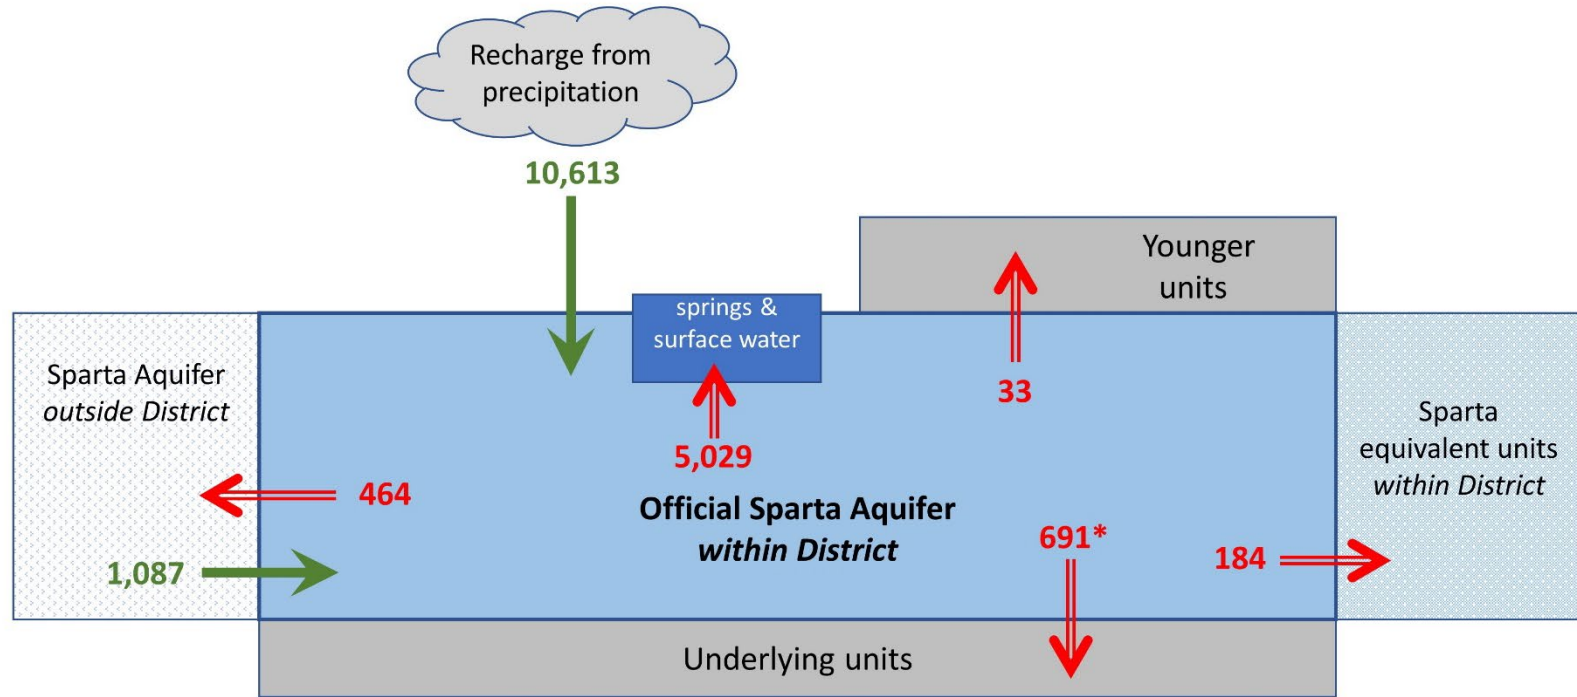 Recharge from
precipitation
10,613
Younger
units
springs &
surface water
33
Sparta Aquifer
outside District
Sparta
equivalent units
within District
5,029
464
Official Sparta Aquifer
within District
691*
184
1,087
Underlying units